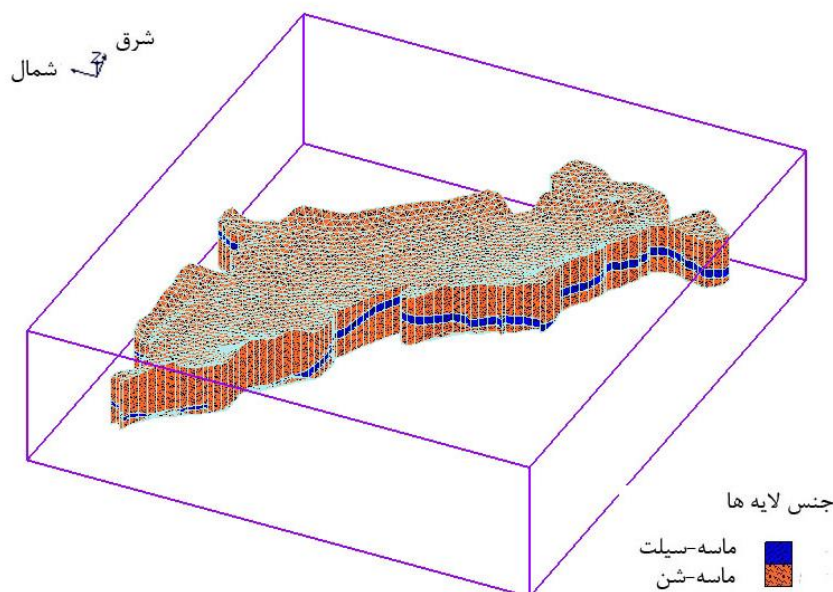 شرق
Z
شمال
جنس لایه ها
ماسه-سیلت
ماسه-شن